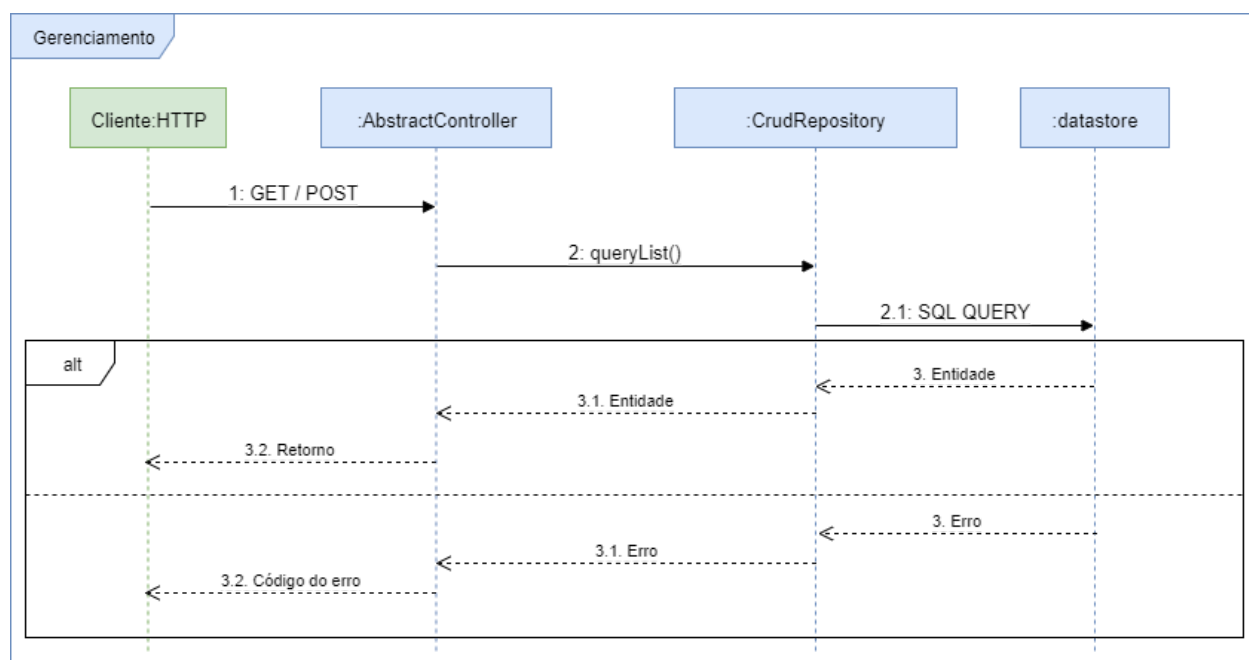 Gerenciamento
Cliente:HTTP
:AbstractController
:CrudRepository
:datastore
1: GET / POST
2: queryList()
2.1: SQL QUERY
alt
3. Entidade
3.1. Entidade
3.2. Retorno
3. Erro
3.1. Erro
3.2. Código do erro